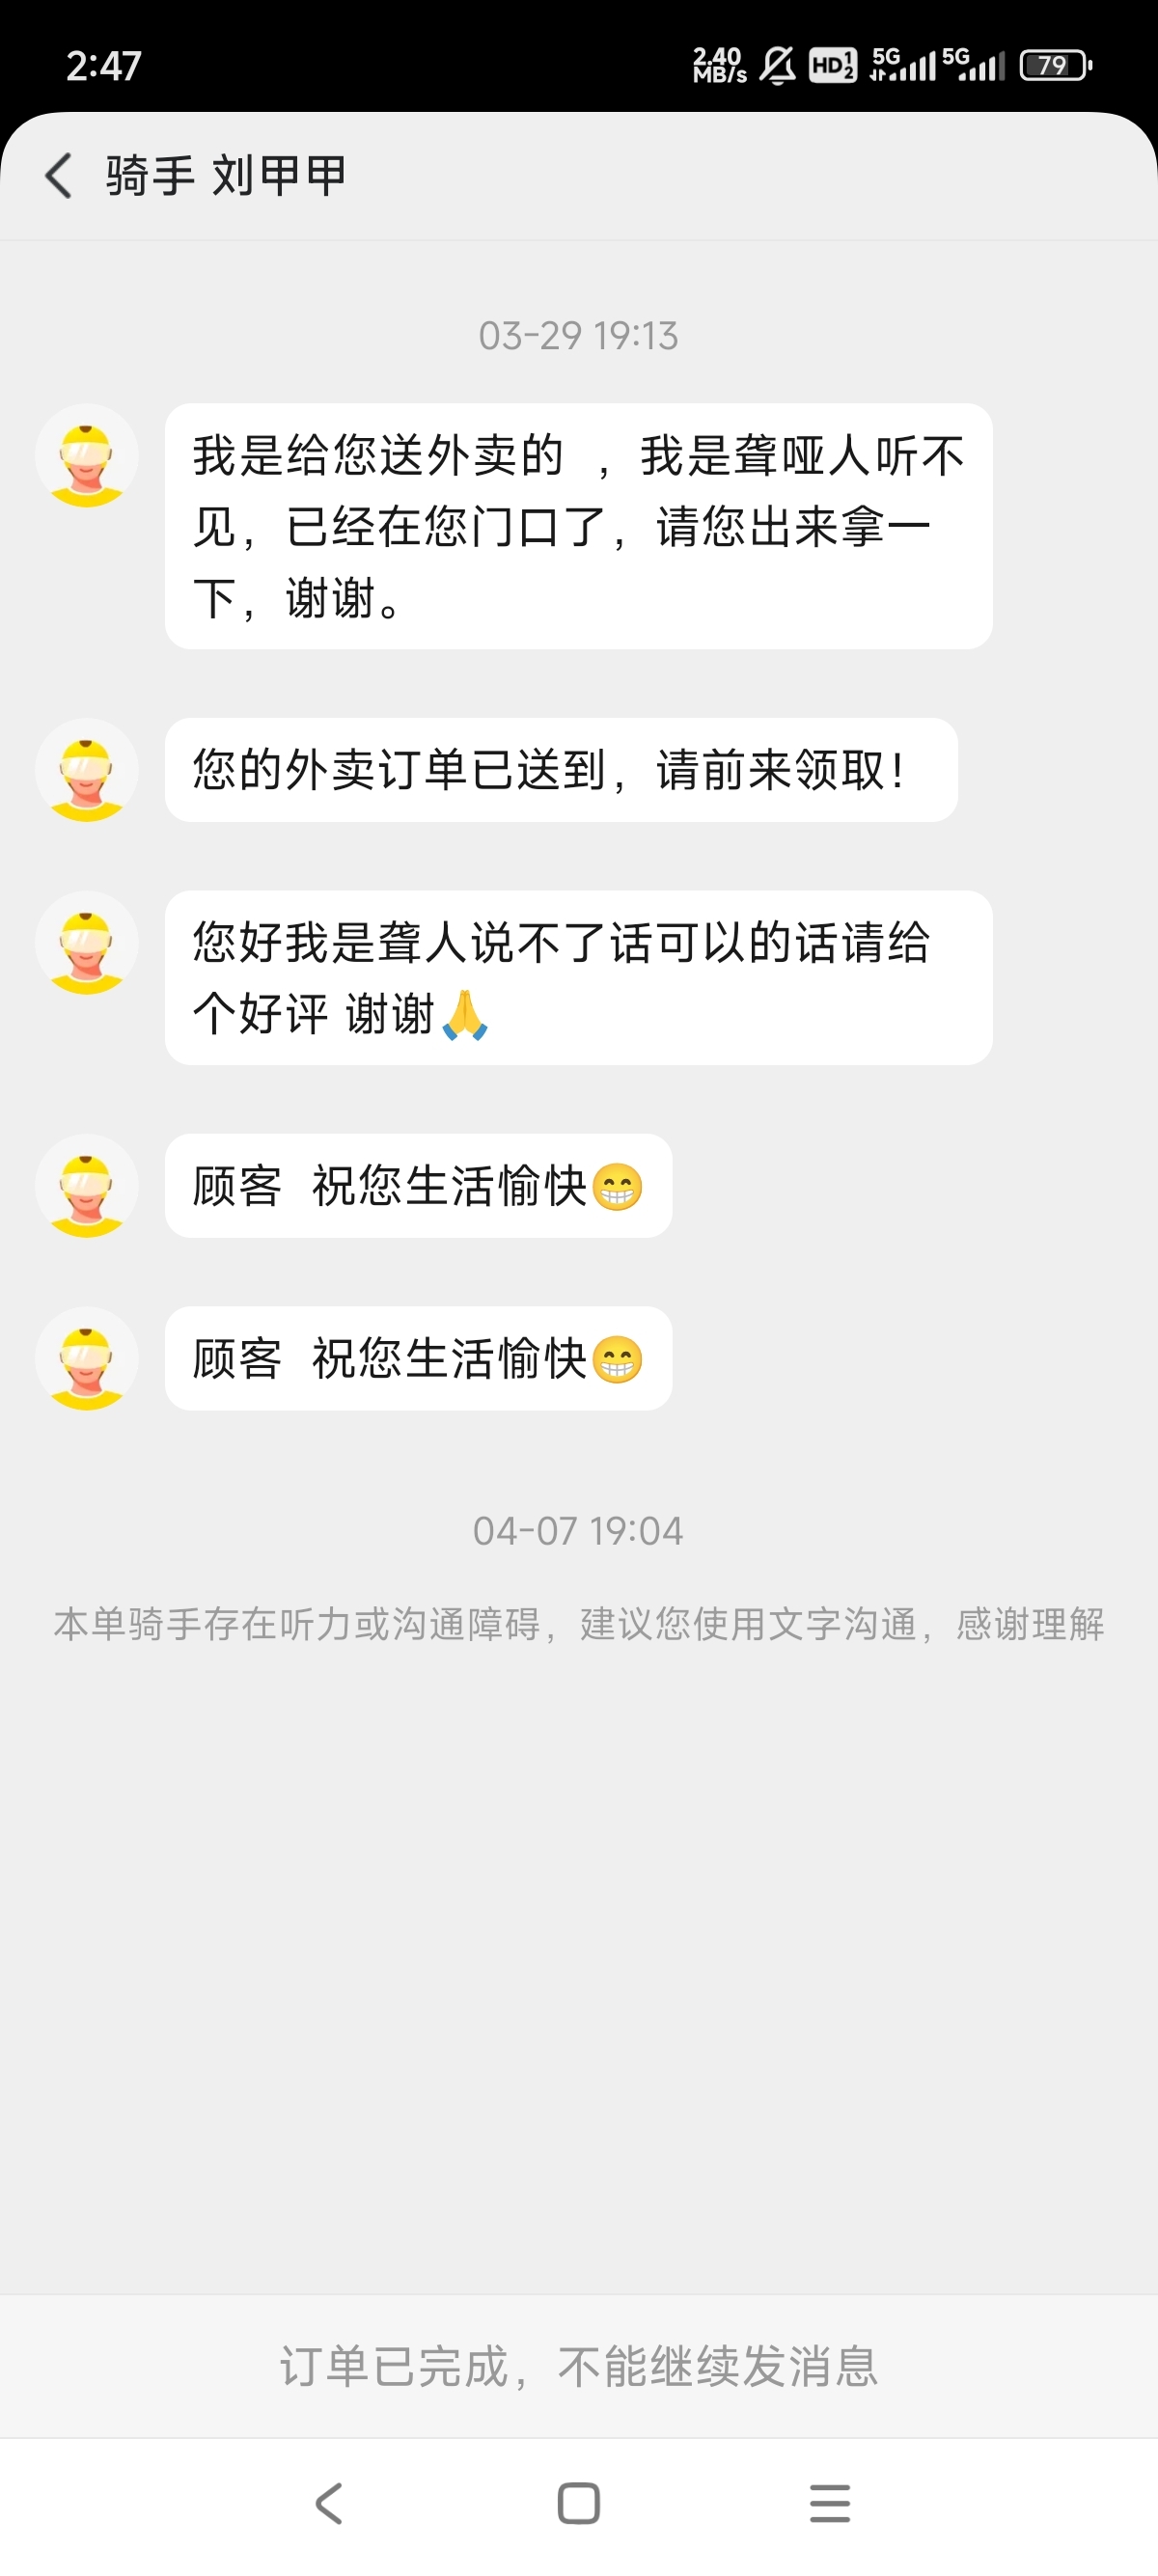 2:47
2.40
MB/s
HD 1 2
5G
5G
79
骑手 刘甲甲
03-29 19:13
我是给您送外卖的 ，我是聋哑人听不
见，已经在您门口了，请您出来拿一
下，谢谢。
您的外卖订单已送到，请前来领取！
您好我是聋人说不了话可以的话请给
个好评 谢谢🙏
顾客 祝您生活愉快😁
顾客 祝您生活愉快😁
04-07 19:04
本单骑手存在听力或沟通障碍，建议您使用文字沟通，感谢理解
订单已完成，不能继续发消息